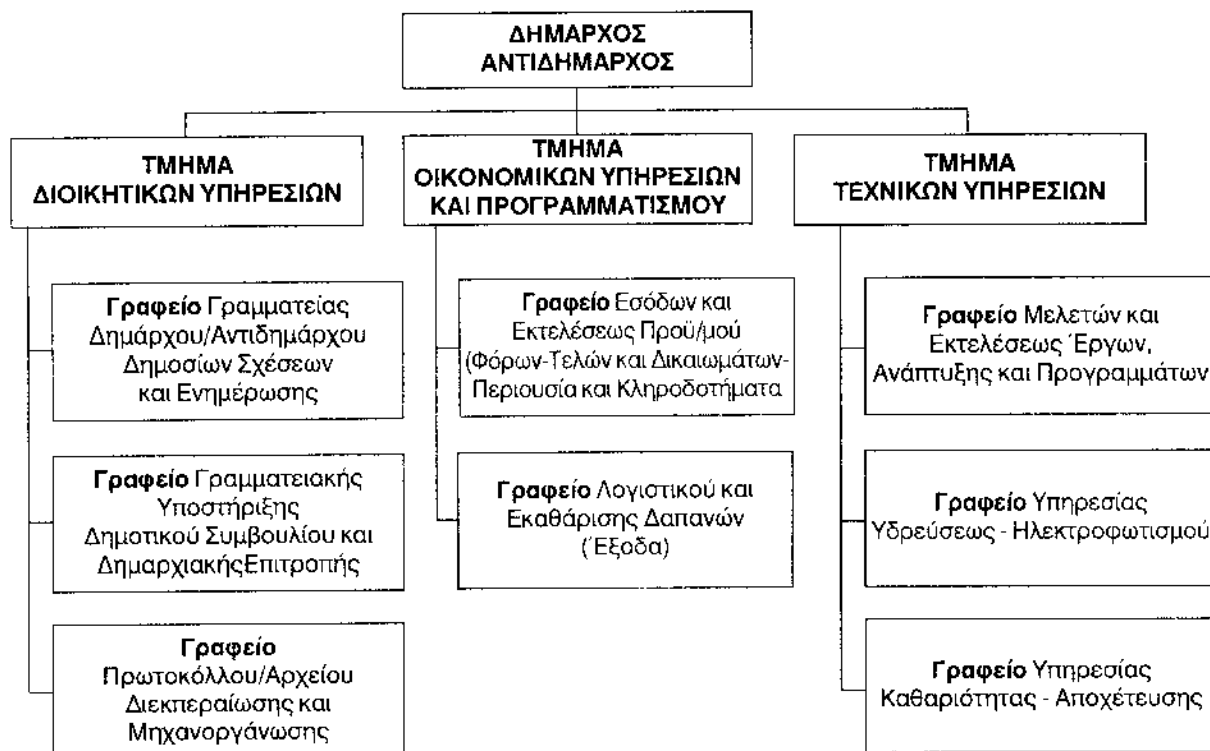 ΔΗΜΑΡΧΟΣ
ΑΝΤΙΔΗΜΑΡΧΟΣ
ΤΜΗΜΑ
ΔΙΟΙΚΗΤΙΚΩΝ ΥΠΗΡΕΣΙΩΝ
ΤΜΗΜΑ
ΟΙΚΟΝΟΜΙΚΩΝ ΥΠΗΡΕΣΙΩΝ
ΚΑΙ ΠΡΟΓΡΑΜΜΑΤΙΣΜΟΥ
ΤΜΗΜΑ
ΤΕΧΝΙΚΩΝ ΥΠΗΡΕΣΙΩΝ
Γραφείο Γραμματείας
Δημάρχου/Αντιδημάρχου
Δημοσίων Σχέσεων
και Ενημέρωσης
Γραφείο Εσόδων και
Εκτελέσεως Προϋ/μού
(Φόρων-Τελών και Δικαιωμάτων-
Περιουσία και Κληροδοτήματα
Γραφείο Μελετών και
Εκτελέσεως Έργων,
Ανάπτυξης και Προγραμμάτων
Γραφείο Γραμματειακής
Υποστήριξης
Δημοτικού Συμβουλίου και
ΔημαρχιακήςΕπιτροπής
Γραφείο Λογιστικού και
Εκαθάρισης Δαπανών
(Έξοδα)
Γραφείο Υπηρεσίας
Υδρεύσεως - Ηλεκτροφωτισμού
Γραφείο
Πρωτοκόλλου/Αρχείου
Διεκπεραίωσης και
Μηχανοργάνωσης
Γραφείο Υπηρεσίας
Καθαριότητας - Αποχέτευσης